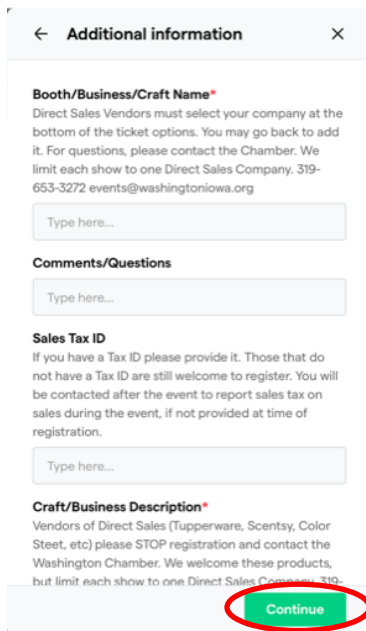 Additional information
Booth/Business/Craft Name*
Direct Sales Vendors must select your company at the
bottom of the ticket options. You may go back to add
it. For questions, please contact the Chamber. We
limit each show to one Direct Sales Company. 319-
653-3272 events@washingtoniowa.org
Type here...
Comments/Questions
Type here...
Sales Tax ID
If you have a Tax ID please provide it. Those that do
not have a Tax ID are still welcome to register. You will
be contacted after the event to report sales tax on
sales during the event, if not provided at time of
registration.
Type here...
Craft/Business Description*
Vendors of Direct Sales (Tupperware, Scentsy, Color
Steet, etc) please STOP registration and contact the
Washington Chamber. We welcome these products,
but limit each show to one Direct Sales Company. 319-
Continue